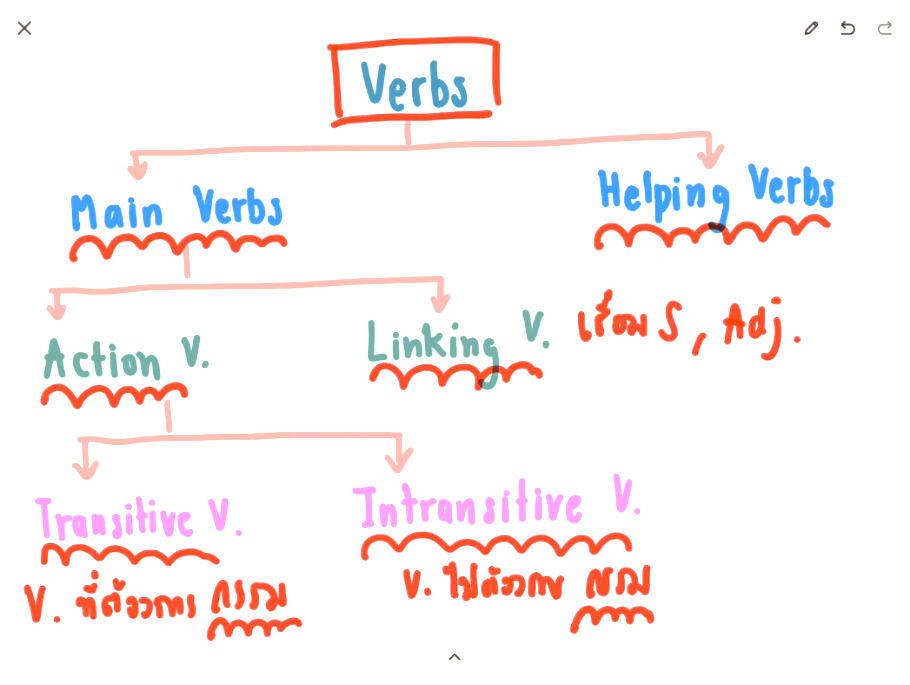 Verbs
Main Verbs
Helping Verbs
Action V.
Linking V. เชื่อม S, Adj.
Transitive V.
Intransitive V.
V. ที่ต้องการ กรรม
V. ไม่ต้องการ กรรม